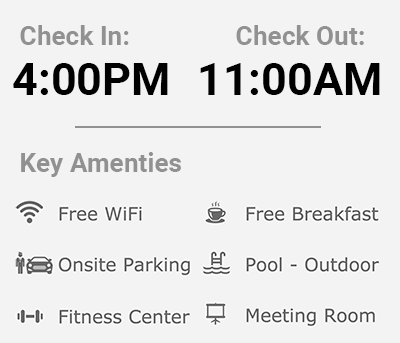 Check In: Check Out:
4:00PM 11:00AM
Key Amenties
Free WiFi Free Breakfast
Onsite Parking Pool - Outdoor
Fitness Center Meeting Room